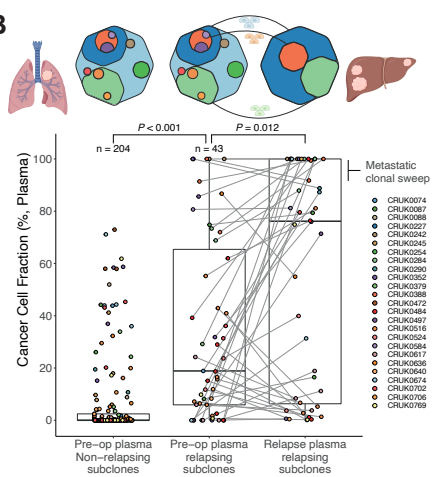 B
P < 0.001
P = 0.012
n = 204
n = 43
Cancer Cell Fraction (%, Plasma)
100
80
60
40
20
0
Metastatic
clonal sweep
CRUK0074
CRUK0087
CRUK0088
CRUK0227
CRUK0242
CRUK0245
CRUK0254
CRUK0284
CRUK0290
CRUK0352
CRUK0379
CRUK0388
CRUK0472
CRUK0484
CRUK0497
CRUK0516
CRUK0524
CRUK0584
CRUK0617
CRUK0636
CRUK0640
CRUK0674
CRUK0702
CRUK0706
CRUK0769
Pre−op plasma
Non−relapsing
subclones
Pre−op plasma
relapsing
subclones
Relapse plasma
relapsing
subclones